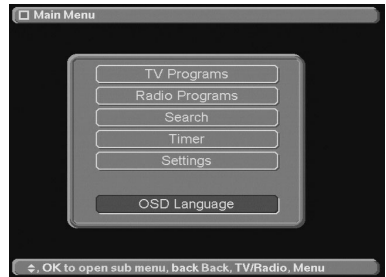 Main Menu
TV Programs
Radio Programs
Search
Timer
Settings
OSD Language
, OK to open sub menu, back Back, TV/Radio, Menu